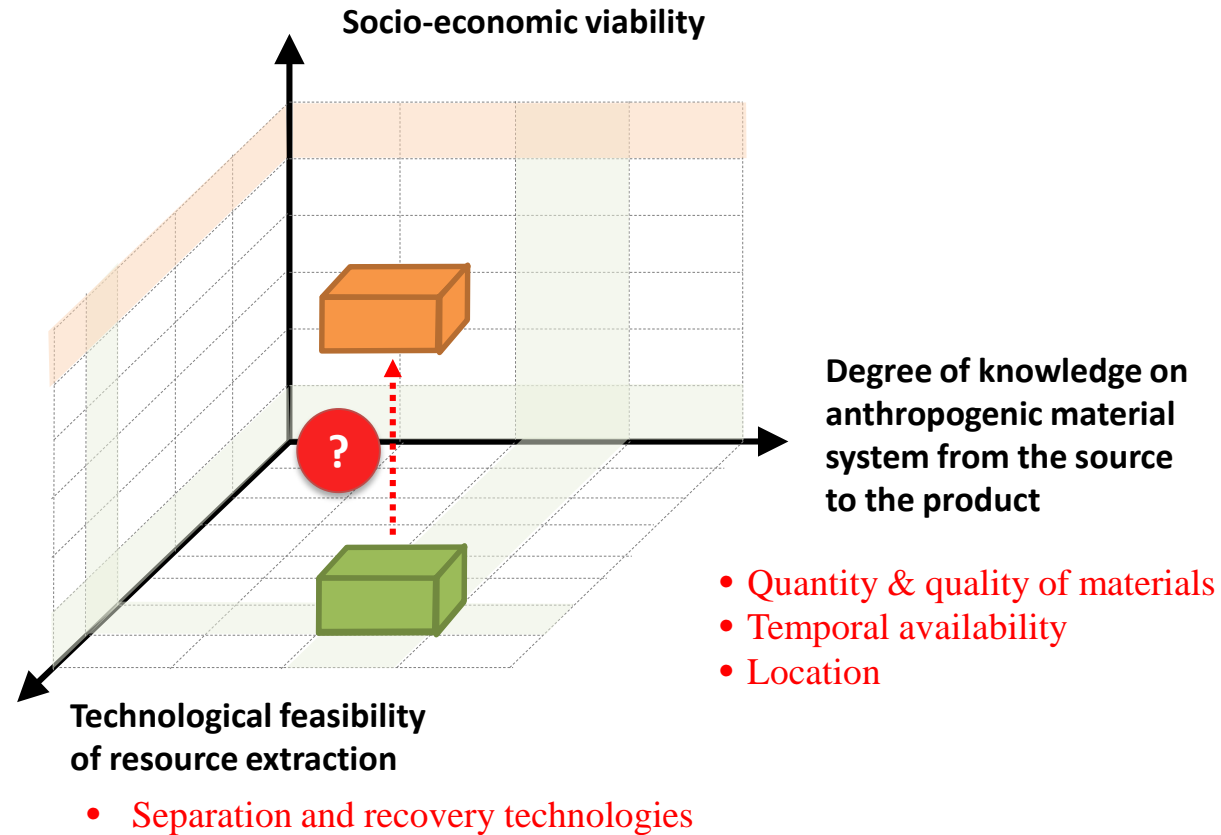 Socio-economic viability
?
Degree of knowledge on
anthropogenic material
system from the source
to the product
• Quantity & quality of materials
• Temporal availability
• Location
Technological feasibility
of resource extraction
• Separation and recovery technologies